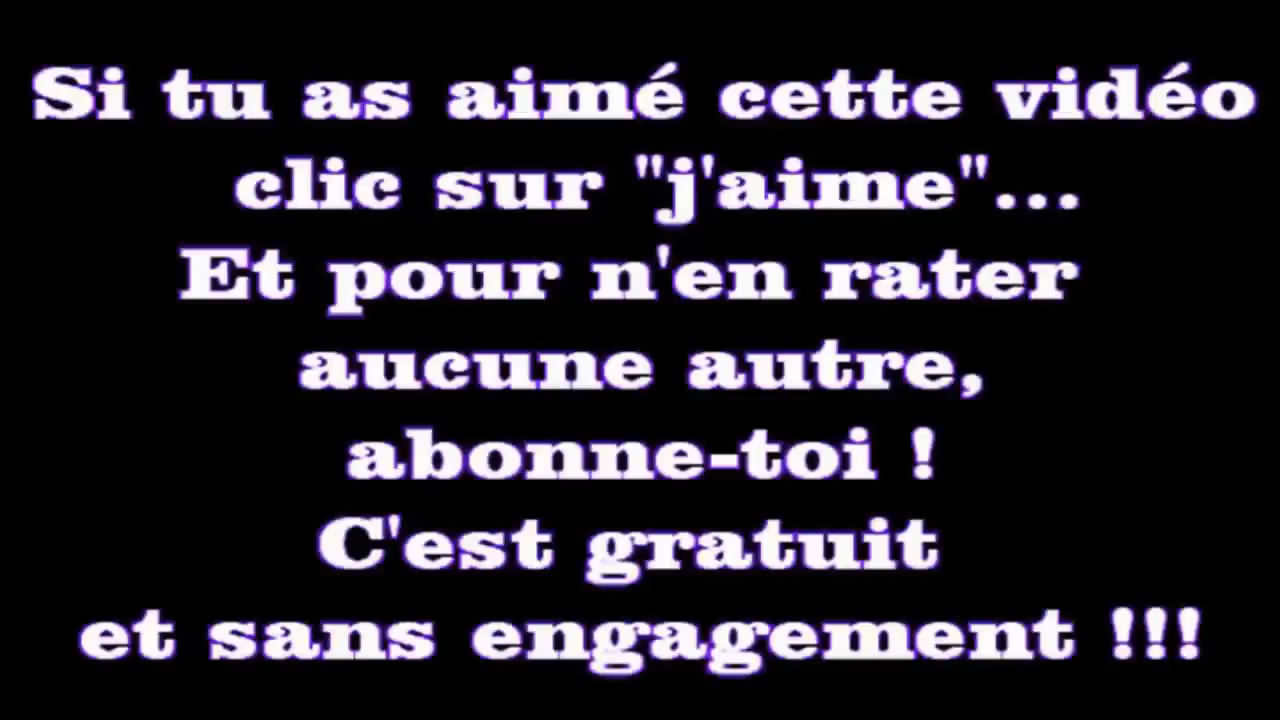 Si tu as aimé cette vidéo
clic sur "j'aime"...
Et pour n'en rater
aucune autre,
abonne-toi !
C'est gratuit
et sans engagement !!!